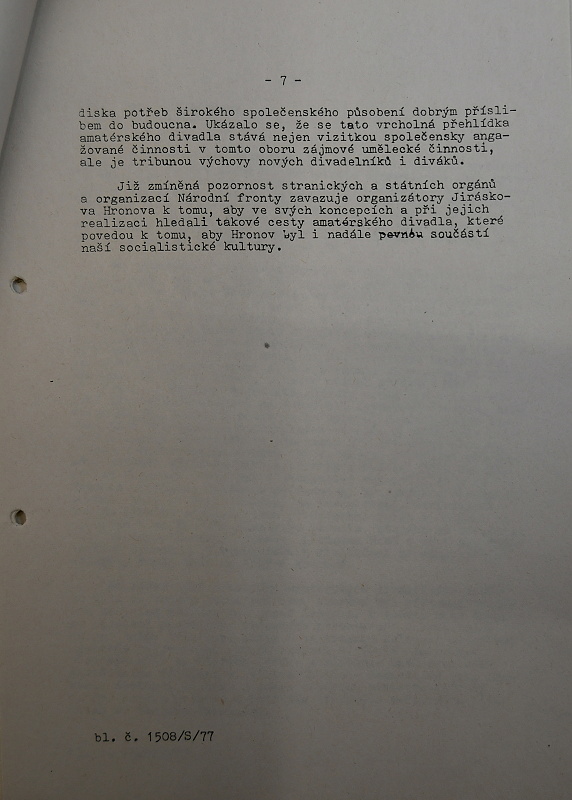 - 7 -
diska potřeb širokého společenského působení dobrým přísli-
bem do budoucna. Ukázalo se, že se tato vrcholná přehlídka
amatérského divadla stává nejen vizitkou společensky anga-
žované činnosti v tomto oboru zájmové umělecké činnosti,
ale je tribunou výchovy nových divadelníků i diváků.
Již zmíněná pozornost stranických a státních orgánů
a organizací Národní fronty zavazuje organizátory Jirásko-
va Hronova k tomu, aby ve svých koncepcích a při jejich
realizaci hledali takové cesty amatérského divadla, které
povedou k tomu, aby Hronov byl i nadále pevnou součástí
naší socialistické kultury.
bl. č. 1508/S/77